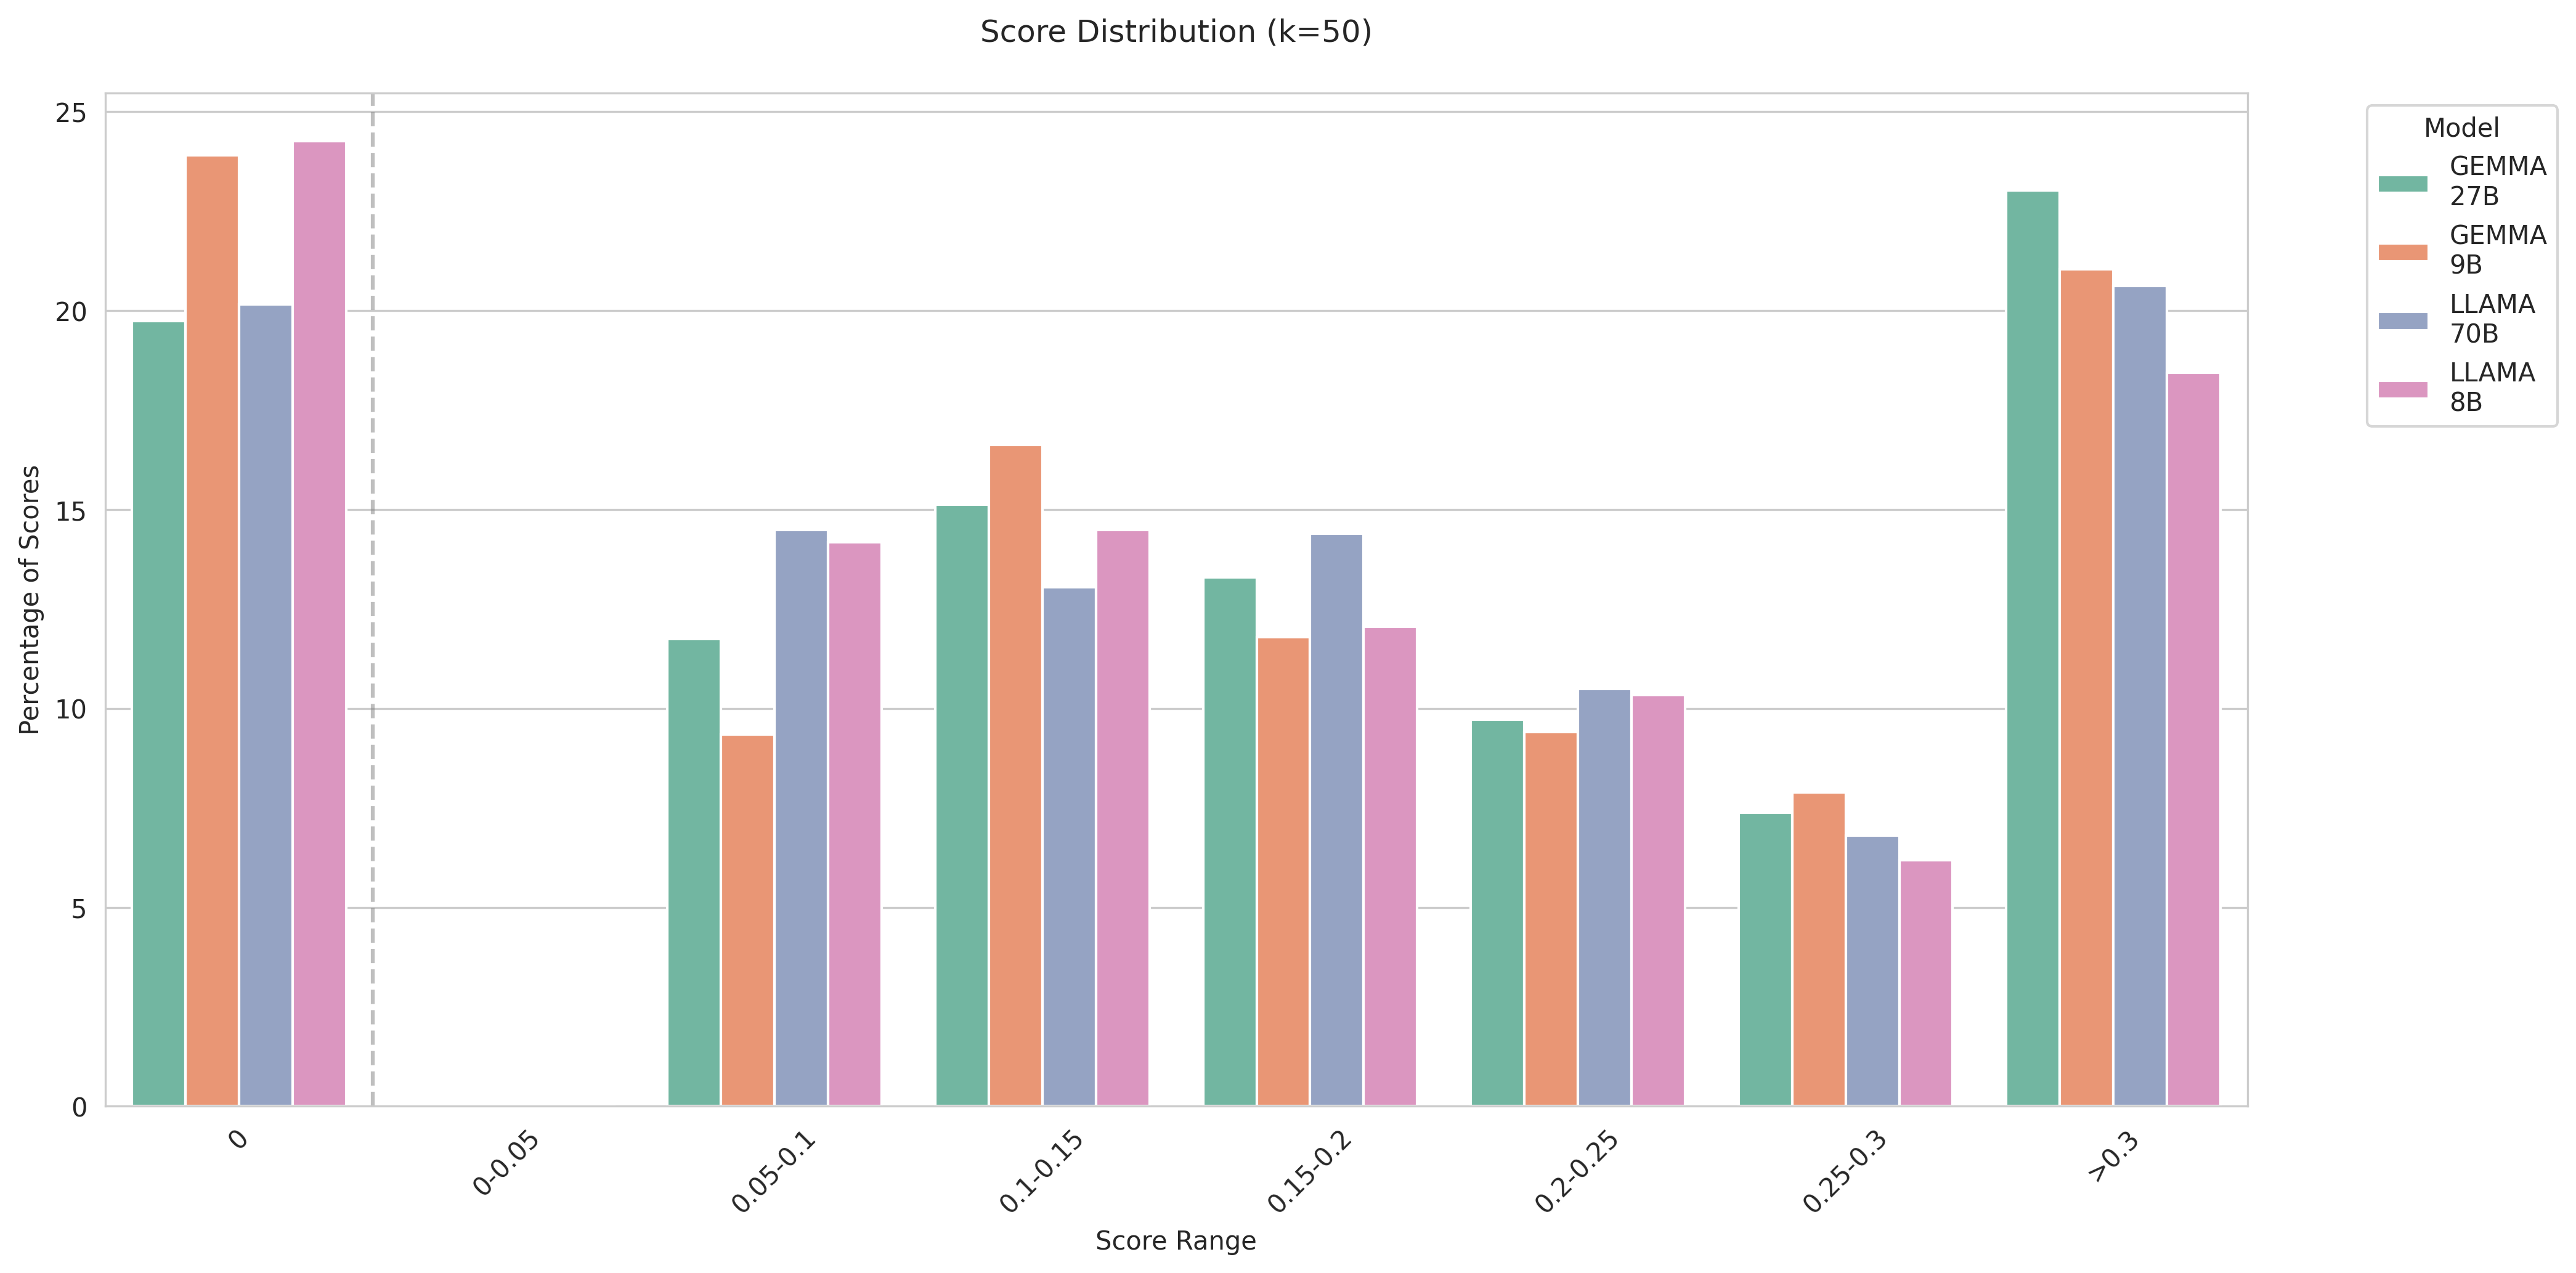 Score Distribution (k=50)
25
20
15
10
5
0
Percentage of Scores
0
0-0.05
0.05-0.1
0.1-0.15
0.15-0.2
0.2-0.25
0.25-0.3
>0.3
Score Range
Model
GEMMA
27B
GEMMA
9B
LLAMA
70B
LLAMA
8B